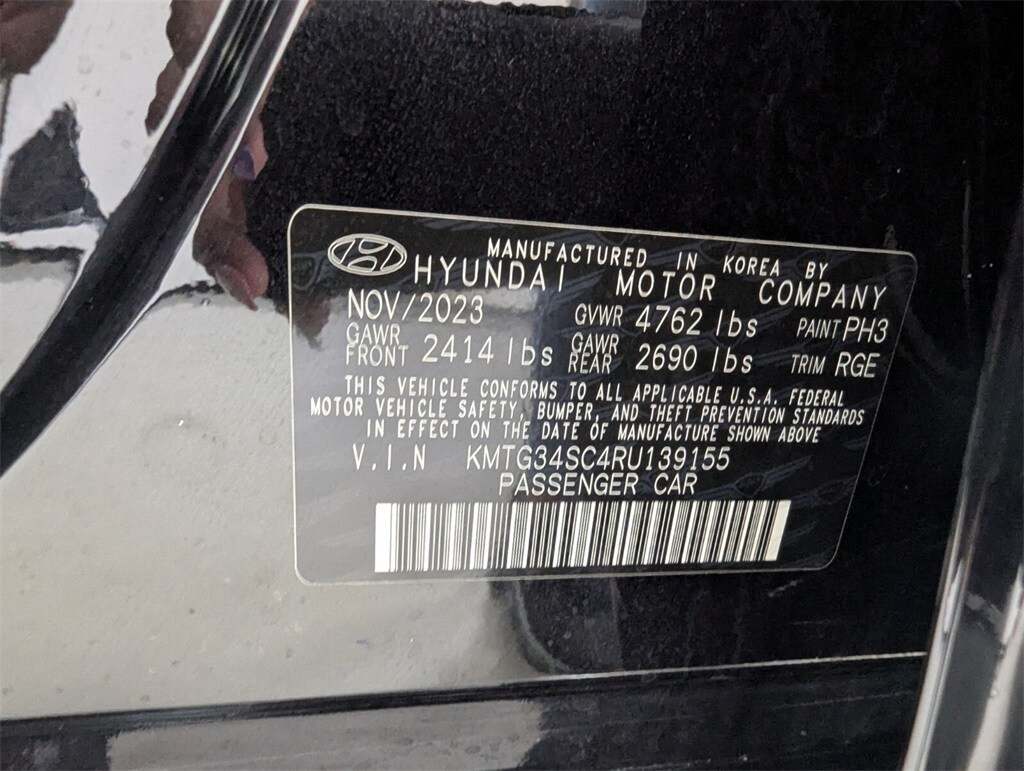 MANUFACTURED IN KOREA BY
HYUNDAI MOTOR COMPANY
NOV/2023 GVWR 4762 lbs PAINT PH3
GAWR FRONT 2414 lbs GAWR REAR 2690 lbs TRIM RGE
THIS VEHICLE CONFORMS TO ALL APPLICABLE U.S.A. FEDERAL
MOTOR VEHICLE SAFETY, BUMPER, AND THEFT PREVENTION STANDARDS
IN EFFECT ON THE DATE OF MANUFACTURE SHOWN ABOVE
V.I.N KMTG34SC4RU139155
PASSENGER CAR